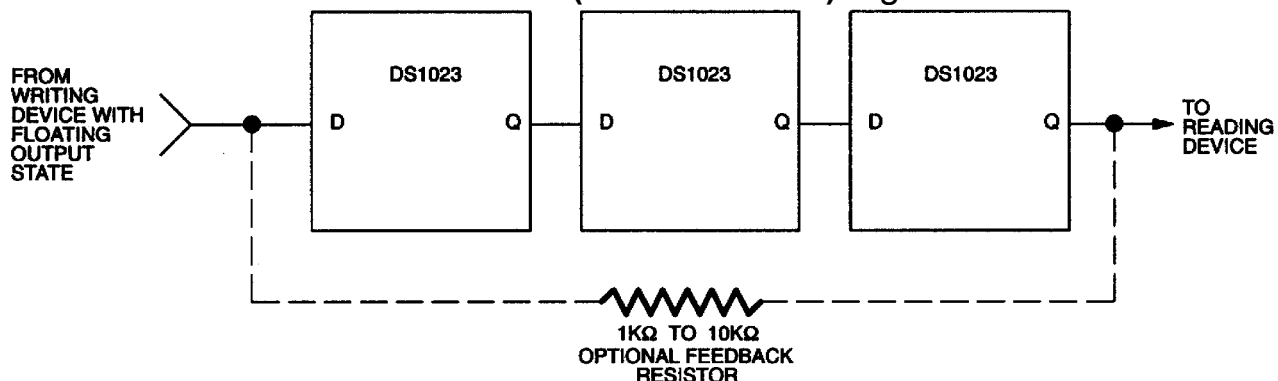 FROM
WRITING
DEVICE WITH
FLOATING
OUTPUT
STATE
DS1023
D
Q
DS1023
D
Q
DS1023
D
Q
TO
READING
DEVICE
1KΩ TO 10KΩ
OPTIONAL FEEDBACK
RESISTOR